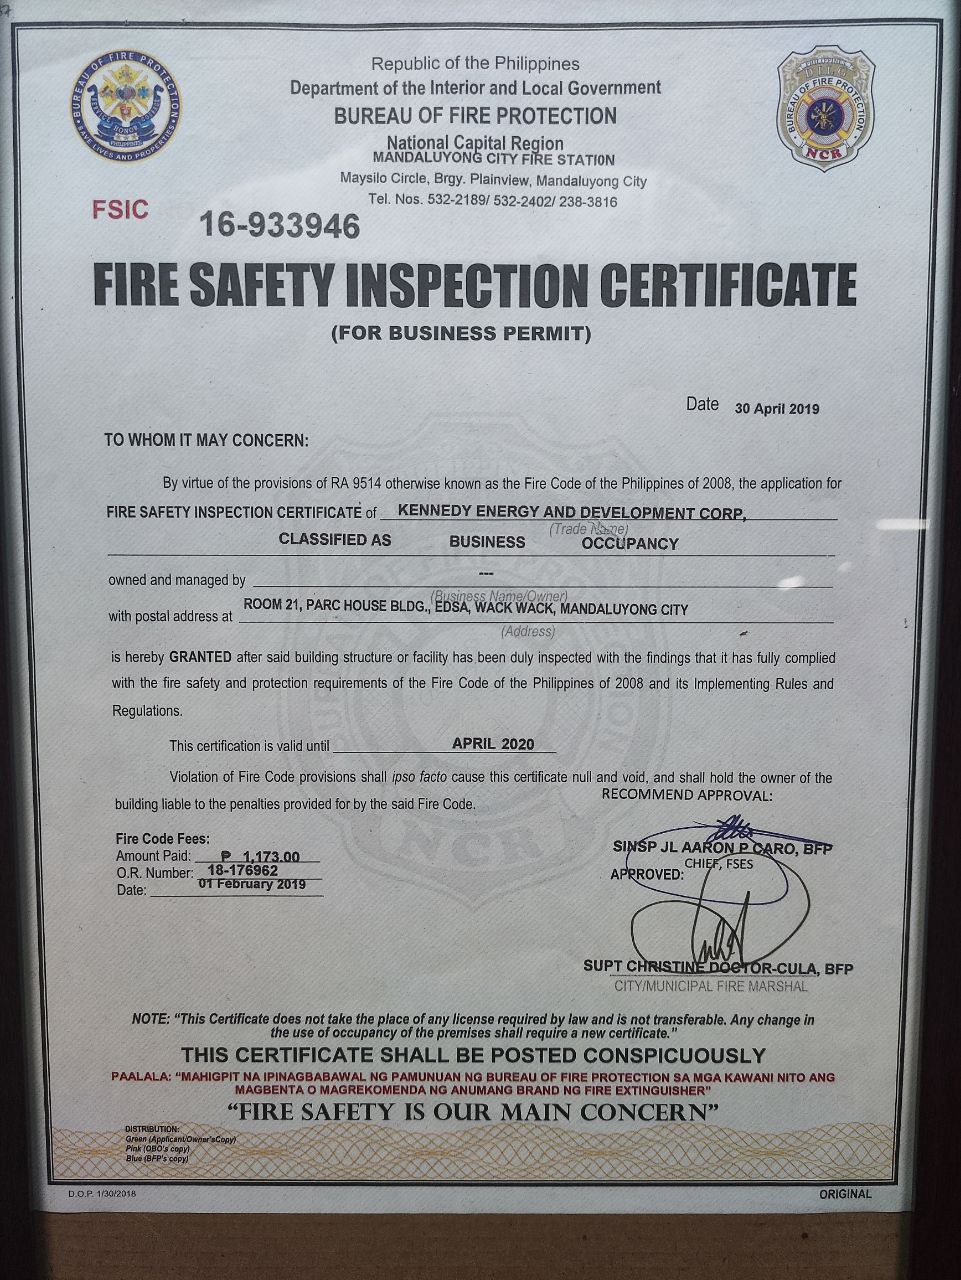 Republic of the Philippines
Department of the Interior and Local Government
BUREAU OF FIRE PROTECTION
National Capital Region
MANDALUYONG CITY FIRE STATION
Maysilo Circle, Brgy. Plainview, Mandaluyong City
Tel. Nos. 532-2189/ 532-2402/ 238-3816
BUREAU OF FIRE PROTECTION
SAVE LIVES AND PROPERTIES
BUREAU OF FIRE PROTECTION
NCR
FSIC 16-933946
FIRE SAFETY INSPECTION CERTIFICATE
(FOR BUSINESS PERMIT)
Date 30 April 2019
TO WHOM IT MAY CONCERN:
By virtue of the provisions of RA 9514 otherwise known as the Fire Code of the Philippines of 2008, the application for
FIRE SAFETY INSPECTION CERTIFICATE of KENNEDY ENERGY AND DEVELOPMENT CORP,
(Trade Name)
CLASSIFIED AS BUSINESS OCCUPANCY
owned and managed by ---
(Business Name/Owner)
with postal address at ROOM 21, PARC HOUSE BLDG., EDSA, WACK WACK, MANDALUYONG CITY
(Address)
is hereby GRANTED after said building structure or facility has been duly inspected with the findings that it has fully complied
with the fire safety and protection requirements of the Fire Code of the Philippines of 2008 and its Implementing Rules and
Regulations.
This certification is valid until APRIL 2020
Violation of Fire Code provisions shall ipso facto cause this certificate null and void, and shall hold the owner of the
building liable to the penalties provided for by the said Fire Code.
RECOMMEND APPROVAL:
Fire Code Fees:
Amount Paid: ₱ 1,173.00
O.R. Number: 18-176962
Date: 01 February 2019
SINSP JL AARON P CARO, BFP
CHIEF, FSES
APPROVED:
SUPT CHRISTINE DOCTOR-CULA, BFP
CITY/MUNICIPAL FIRE MARSHAL
NOTE: “This Certificate does not take the place of any license required by law and is not transferable. Any change in
the use of occupancy of the premises shall require a new certificate.”
THIS CERTIFICATE SHALL BE POSTED CONSPICUOUSLY
PAALALA: “MAHIGPIT NA IPINAGBABAWAL NG PAMUNUAN NG BUREAU OF FIRE PROTECTION SA MGA KAWANI NITO ANG
MAGBENTA O MAGREKOMENDA NG ANUMANG BRAND NG FIRE EXTINGUISHER”
“FIRE SAFETY IS OUR MAIN CONCERN”
DISTRIBUTION:
Green (Applicant/Owner'sCopy)
Pink (OBO's copy)
Blue (BFP's copy)
D.O.P. 1/30/2018
ORIGINAL